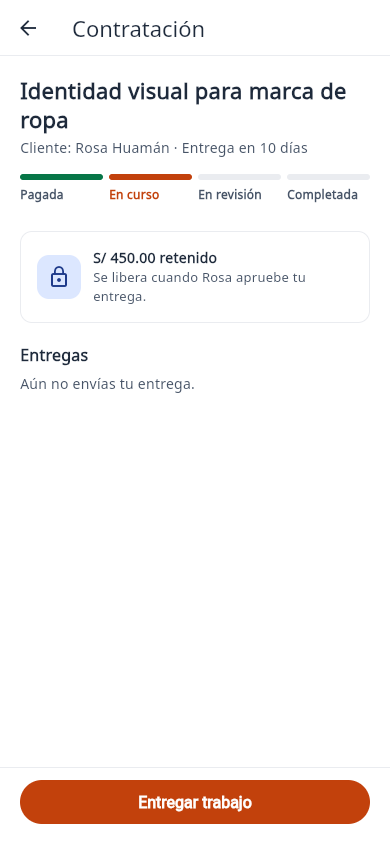 Contratación
Identidad visual para marca de
ropa
Cliente: Rosa Huamán · Entrega en 10 días
Pagada
En curso
En revisión
Completada
S/ 450.00 retenido
Se libera cuando Rosa apruebe tu
entrega.
Entregas
Aún no envías tu entrega.
Entregar trabajo